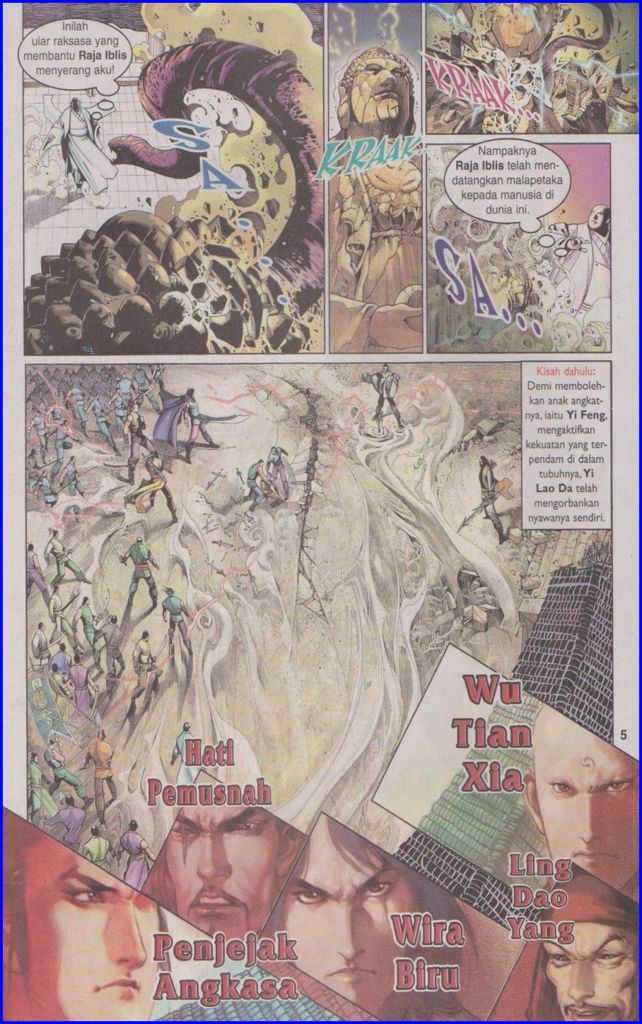 Inilah
ular raksasa yang
membantu Raja Iblis
menyerang aku!
SA...
KRAAK...
KRAAK...
Nampaknya
Raja Iblis telah men-
datangkan malapetaka
kepada manusia di
dunia ini.
SA...
Kisah dahulu:
Demi memboleh-
kan anak angkat-
nya, iaitu Yi Feng,
mengaktifkan
kekuatan yang ter-
pendam di dalam
tubuhnya, Yi
Lao Da telah
mengorbankan
nyawanya sendiri.
5
Wu
Tian
Xia
Hati
Pemusnah
Ling
Dao
Yang
Wira
Biru
Penjejak
Angkasa